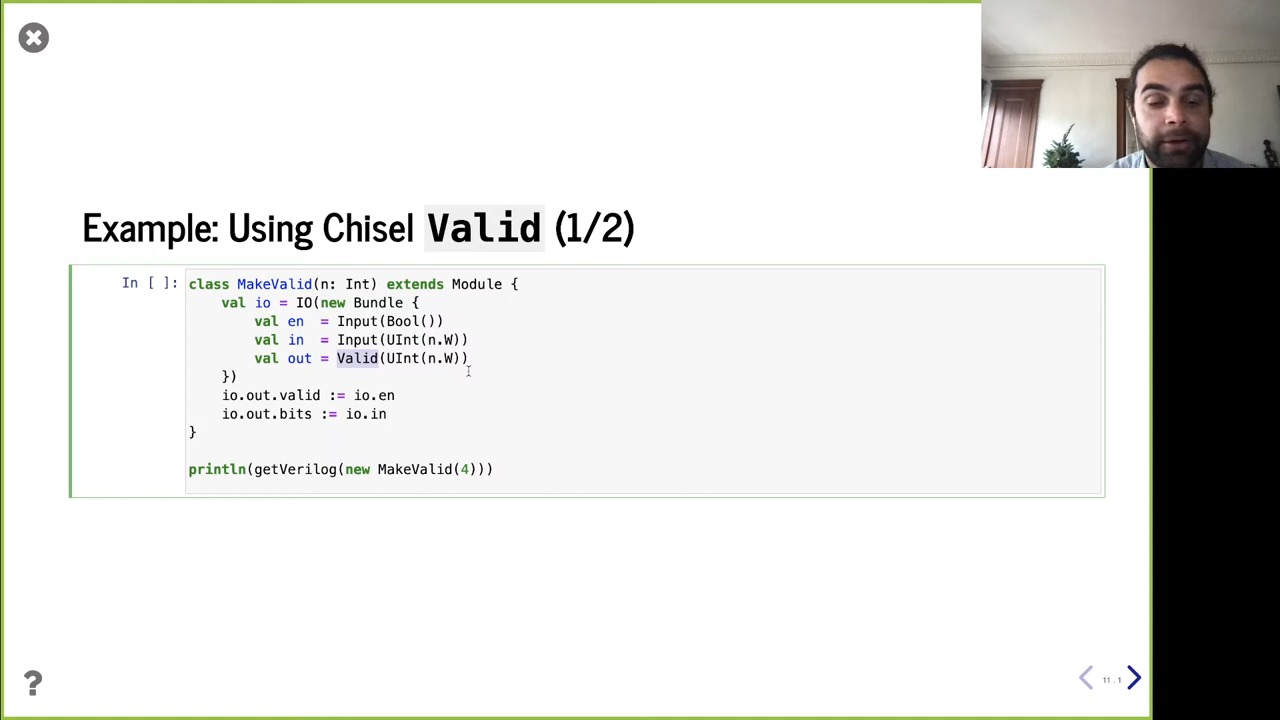 Example: Using Chisel Valid (1/2)
In [ ]:
class MakeValid(n: Int) extends Module {
    val io = IO(new Bundle {
        val en  = Input(Bool())
        val in  = Input(UInt(n.W))
        val out = Valid(UInt(n.W))
    })
    io.out.valid := io.en
    io.out.bits := io.in
}
println(getVerilog(new MakeValid(4)))
?
11.1